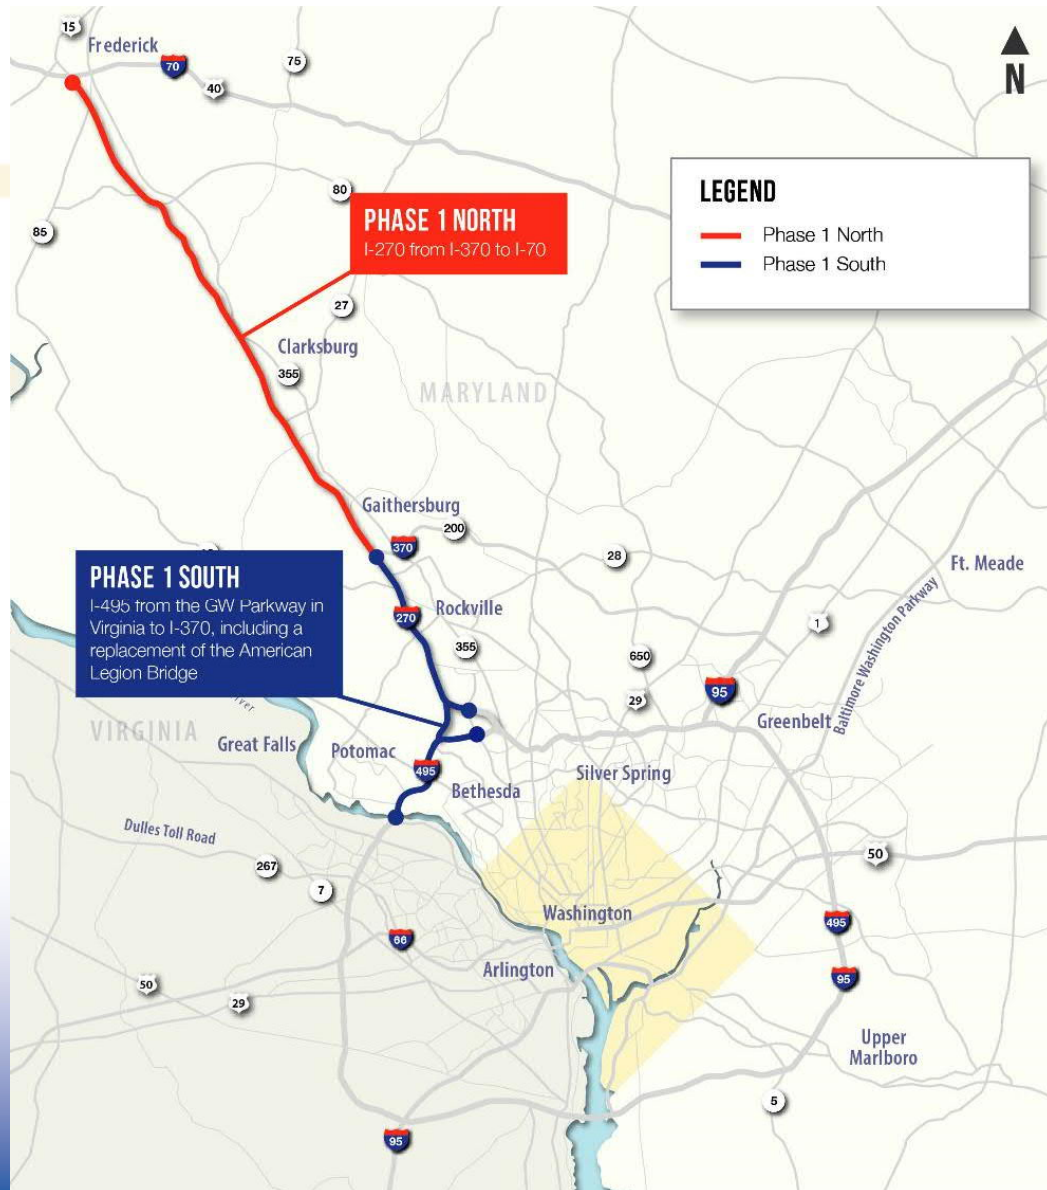 15
Frederick
70
75
40
N
80
85
PHASE 1 NORTH
I-270 from I-370 to I-70
LEGEND
Phase 1 North
Phase 1 South
27
Clarksburg
355
MARYLAND
Gaithersburg
200
370
28
Ft. Meade
PHASE 1 SOUTH
I-495 from the GW Parkway in
Virginia to I-370, including a
replacement of the American
Legion Bridge
270
Rockville
355
650
1
Baltimore Washington Parkway
29
95
Greenbelt
VIRGINIA
Great Falls
Potomac
495
Bethesda
Silver Spring
Dulles Toll Road
267
7
50
Washington
66
495
Arlington
95
50
29
Upper
Marlboro
5
95